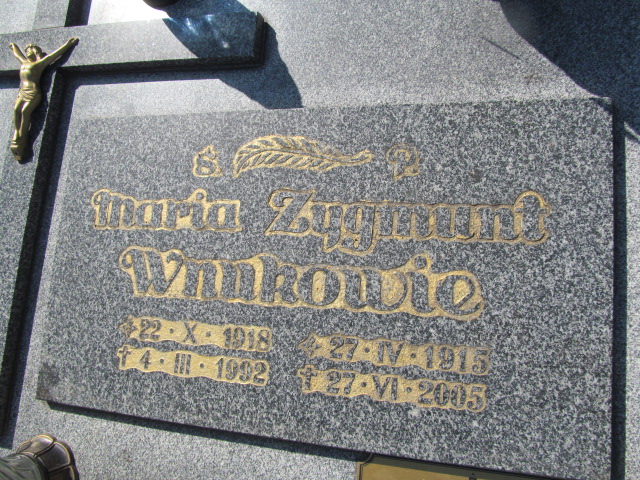 Ś P
Maria Zygmunt
Wnukowie
* 22 · X · 1918
✝ 4 · III · 1992
* 27 · IV · 1915
✝ 27 · VI · 2005